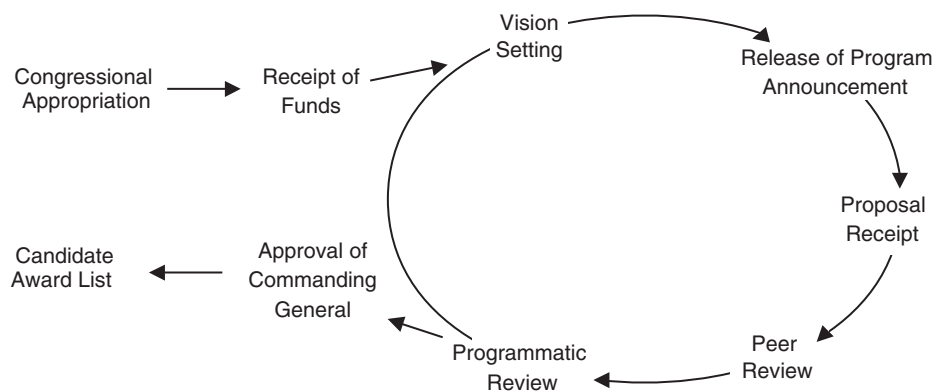 Vision
Setting
Release of Program
Announcement
Congressional
Appropriation
Receipt of
Funds
Proposal
Receipt
Candidate
Award List
Approval of
Commanding
General
Programmatic
Review
Peer
Review